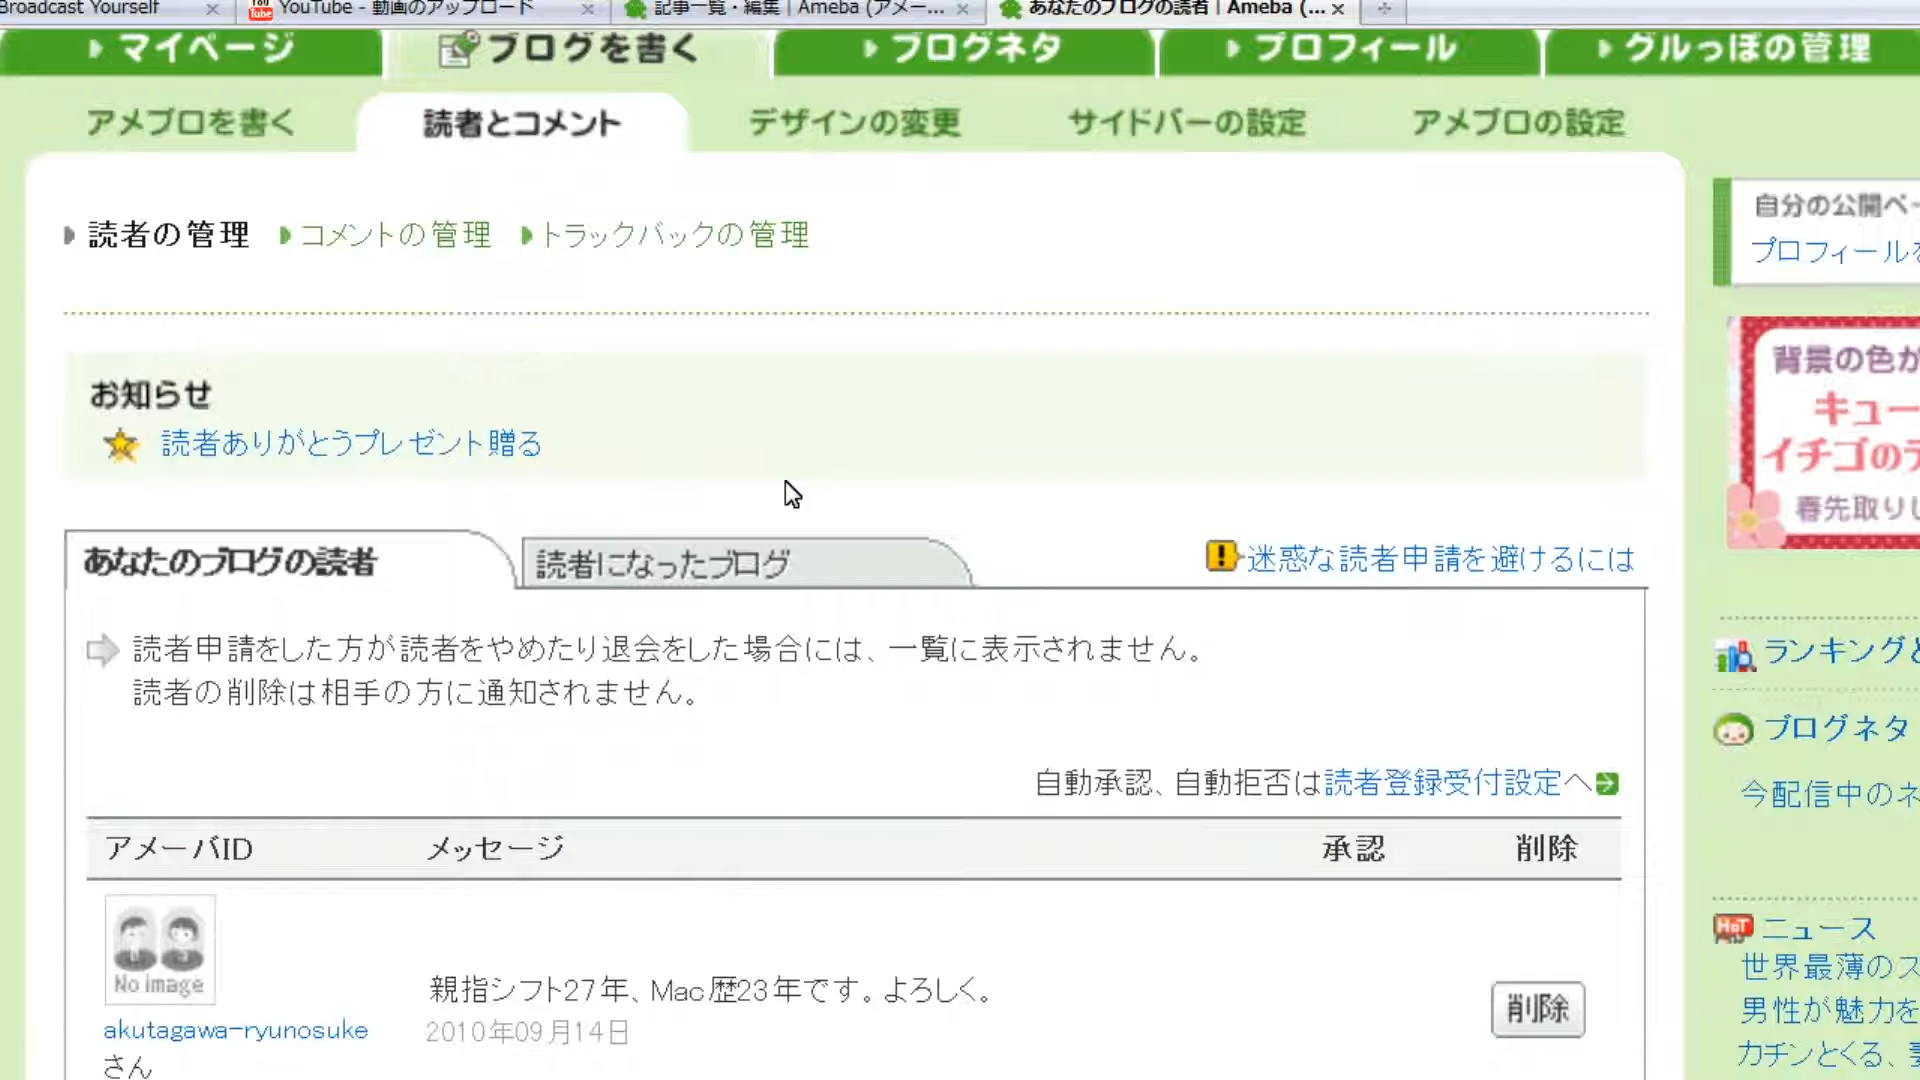 Broadcast Yourself
YouTube - 動画のアップロード
記事一覧・編集 | Ameba (アメー...
あなたのブログの読者 | Ameba (...
マイページ
ブログを書く
ブログネタ
プロフィール
グルっぽの管理
アメブロを書く
読者とコメント
デザインの変更
サイドバーの設定
アメブロの設定
読者の管理
コメントの管理
トラックバックの管理
自分の公開ペー
プロフィールを
お知らせ
読者ありがとうプレゼント贈る
背景の色が
キュー
イチゴのデ
春先取りし
あなたのブログの読者
読者になったブログ
迷惑な読者申請を避けるには
読者申請をした方が読者をやめたり退会をした場合には、一覧に表示されません。
読者の削除は相手の方に通知されません。
ランキングと
ブログネタ
自動承認、自動拒否は読者登録受付設定へ
今配信中のネ
アメーバID
メッセージ
承認
削除
No image
親指シフト27年、Mac歴23年です。よろしく。
2010年09月14日
削除
akutagawa-ryunosuke
さん
HOT
ニュース
世界最薄のス
男性が魅力を
カチンとくる、